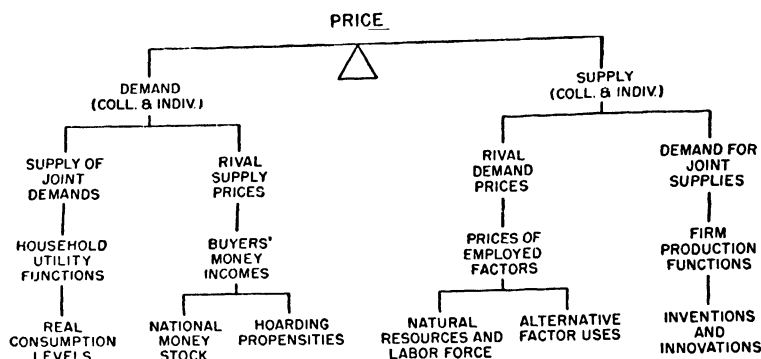 PRICE
DEMAND
(COLL. & INDIV.)
SUPPLY
(COLL. & INDIV.)
SUPPLY OF
JOINT
DEMANDS
RIVAL
SUPPLY
PRICES
RIVAL
DEMAND
PRICES
DEMAND FOR
JOINT
SUPPLIES
HOUSEHOLD
UTILITY
FUNCTIONS
BUYERS'
MONEY
INCOMES
PRICES OF
EMPLOYED
FACTORS
FIRM
PRODUCTION
FUNCTIONS
REAL
CONSUMPTION
LEVELS
NATIONAL
MONEY
STOCK
HOARDING
PROPENSITIES
NATURAL
RESOURCES AND
LABOR FORCE
ALTERNATIVE
FACTOR USES
INVENTIONS
AND
INNOVATIONS